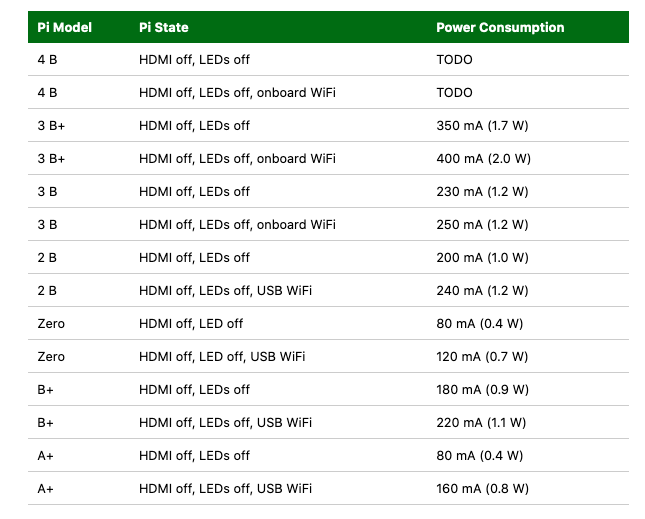 Pi Model Pi State Power Consumption
4 B HDMI off, LEDs off TODO
4 B HDMI off, LEDs off, onboard WiFi TODO
3 B+ HDMI off, LEDs off 350 mA (1.7 W)
3 B+ HDMI off, LEDs off, onboard WiFi 400 mA (2.0 W)
3 B HDMI off, LEDs off 230 mA (1.2 W)
3 B HDMI off, LEDs off, onboard WiFi 250 mA (1.2 W)
2 B HDMI off, LEDs off 200 mA (1.0 W)
2 B HDMI off, LEDs off, USB WiFi 240 mA (1.2 W)
Zero HDMI off, LED off 80 mA (0.4 W)
Zero HDMI off, LED off, USB WiFi 120 mA (0.7 W)
B+ HDMI off, LEDs off 180 mA (0.9 W)
B+ HDMI off, LEDs off, USB WiFi 220 mA (1.1 W)
A+ HDMI off, LEDs off 80 mA (0.4 W)
A+ HDMI off, LEDs off, USB WiFi 160 mA (0.8 W)